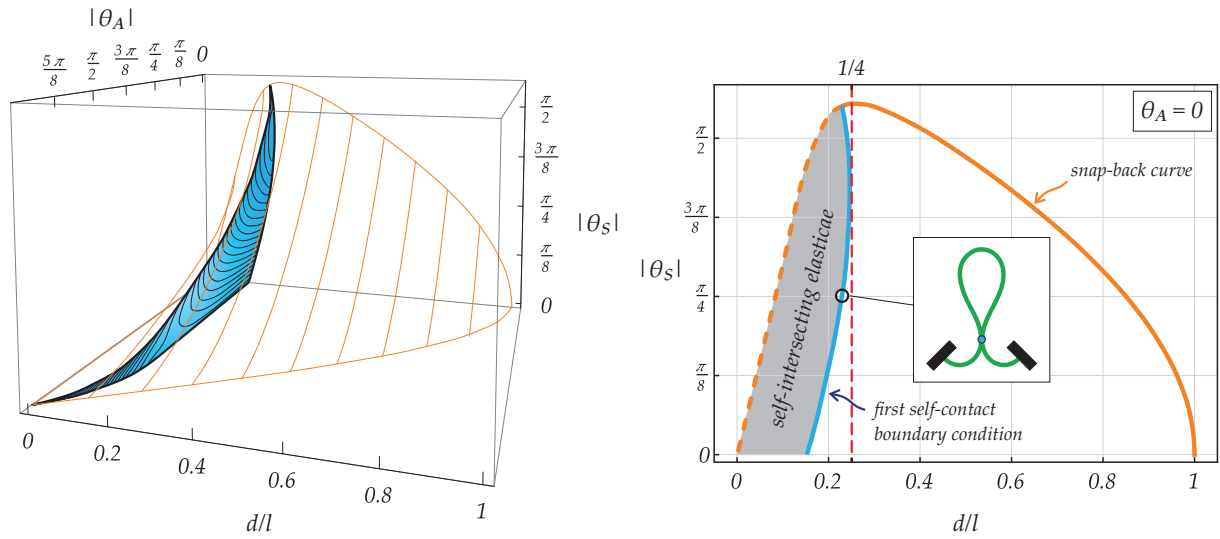 |θ_A|
5π/8 π/2 3π/8 π/4 π/8 0
π/2
3π/8
π/4
|θ_S|
π/8
0
0 0.2 0.4 0.6 0.8 1
d/l
1/4
θ_A = 0
π/2
3π/8
|θ_S|
π/4
π/8
0
snap-back curve
self-intersecting elasticae
first self-contact
boundary condition
0 0.2 0.4 0.6 0.8 1
d/l